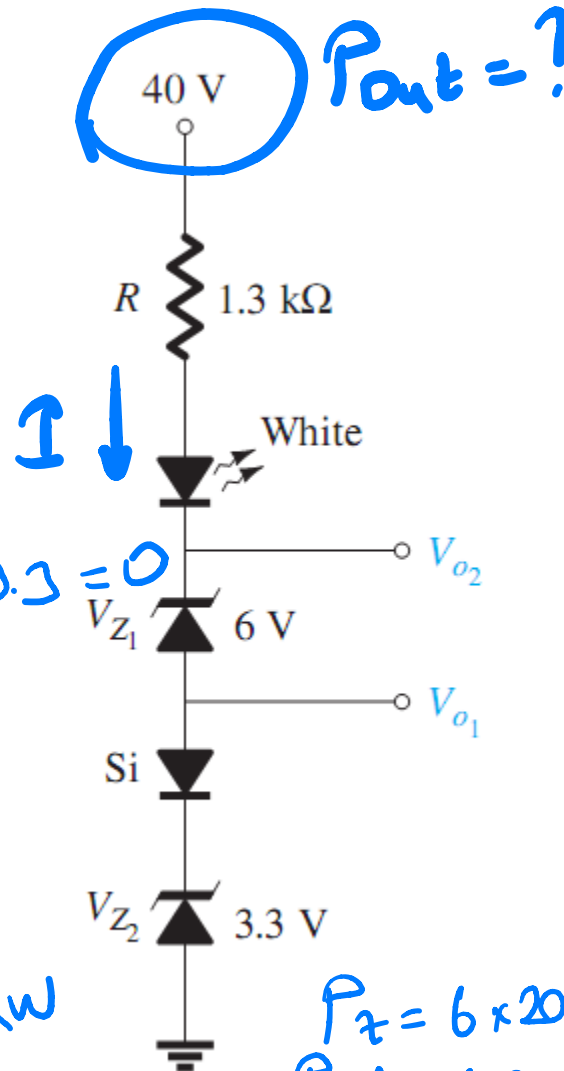 40 V
Pout = ?
R
1.3 kΩ
I
White
Vo2
0.3 = 0
VZ1
6 V
Vo1
Si
VZ2
3.3 V
W
Pz = 6 x 20